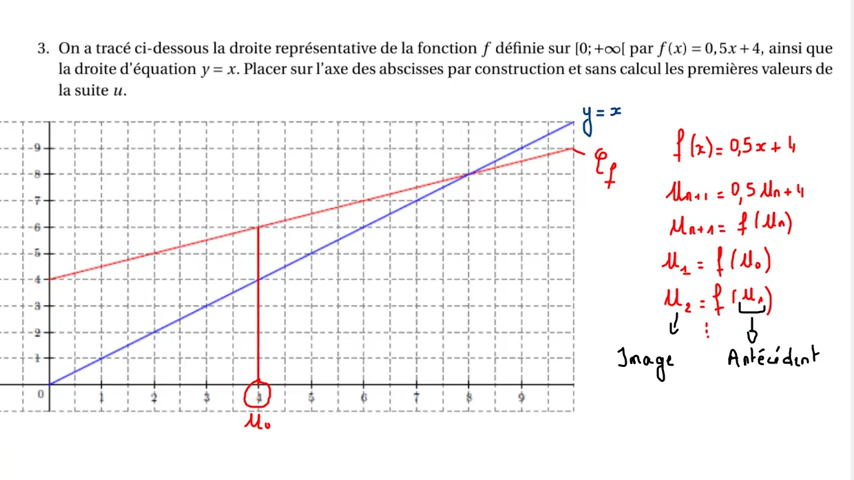 3. On a tracé ci-dessous la droite représentative de la fonction f définie sur [0; +∞[ par f(x) = 0,5x + 4, ainsi que
la droite d'équation y = x. Placer sur l'axe des abscisses par construction et sans calcul les premières valeurs de
la suite u.
y = x
𝒞f
f(x) = 0,5x + 4
un+1 = 0,5 un + 4
un+1 = f(un)
u1 = f(u0)
u2 = f(u1)
⋮
Image
Antécédent
9
8
7
6
5
4
3
2
1
0 1 2 3 4 5 6 7 8 9
u0